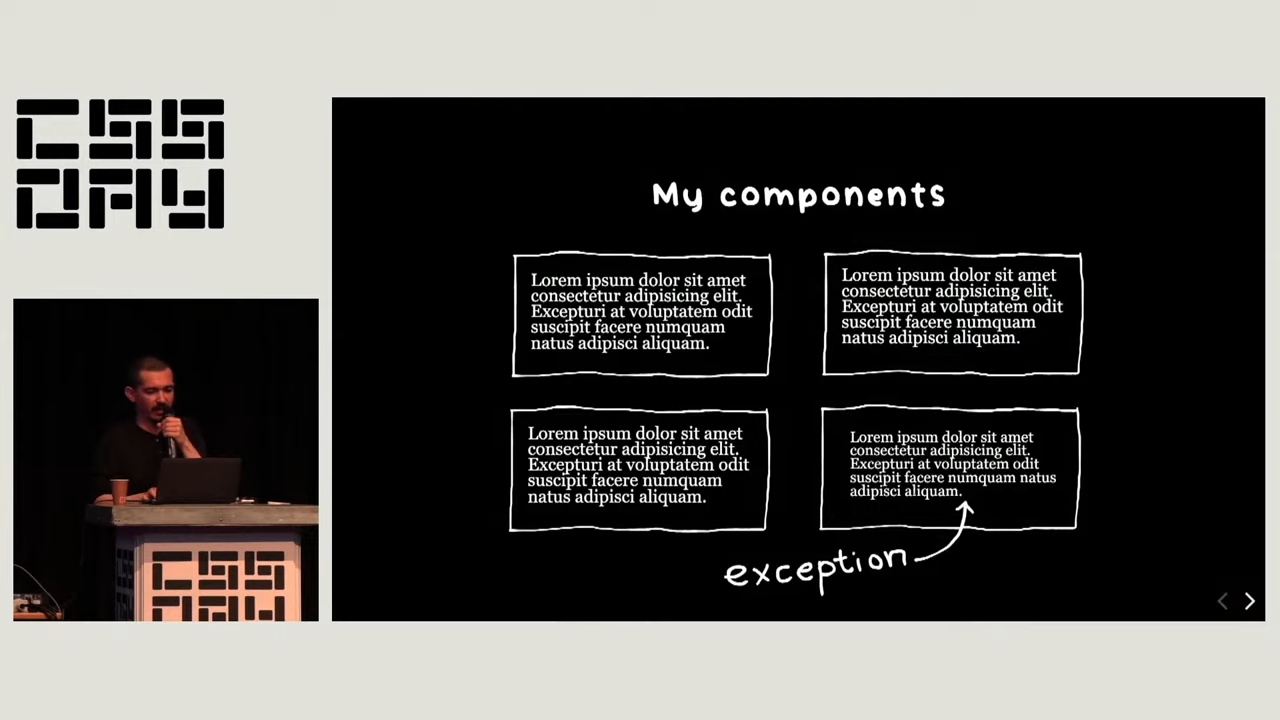 CSS
DAY
My components
Lorem ipsum dolor sit amet
consectetur adipisicing elit.
Excepturi at voluptatem odit
suscipit facere numquam
natus adipisci aliquam.
Lorem ipsum dolor sit amet
consectetur adipisicing elit.
Excepturi at voluptatem odit
suscipit facere numquam
natus adipisci aliquam.
Lorem ipsum dolor sit amet
consectetur adipisicing elit.
Excepturi at voluptatem odit
suscipit facere numquam
natus adipisci aliquam.
Lorem ipsum dolor sit amet
consectetur adipisicing elit.
Excepturi at voluptatem odit
suscipit facere numquam natus
adipisci aliquam.
exception
CSS
DAY